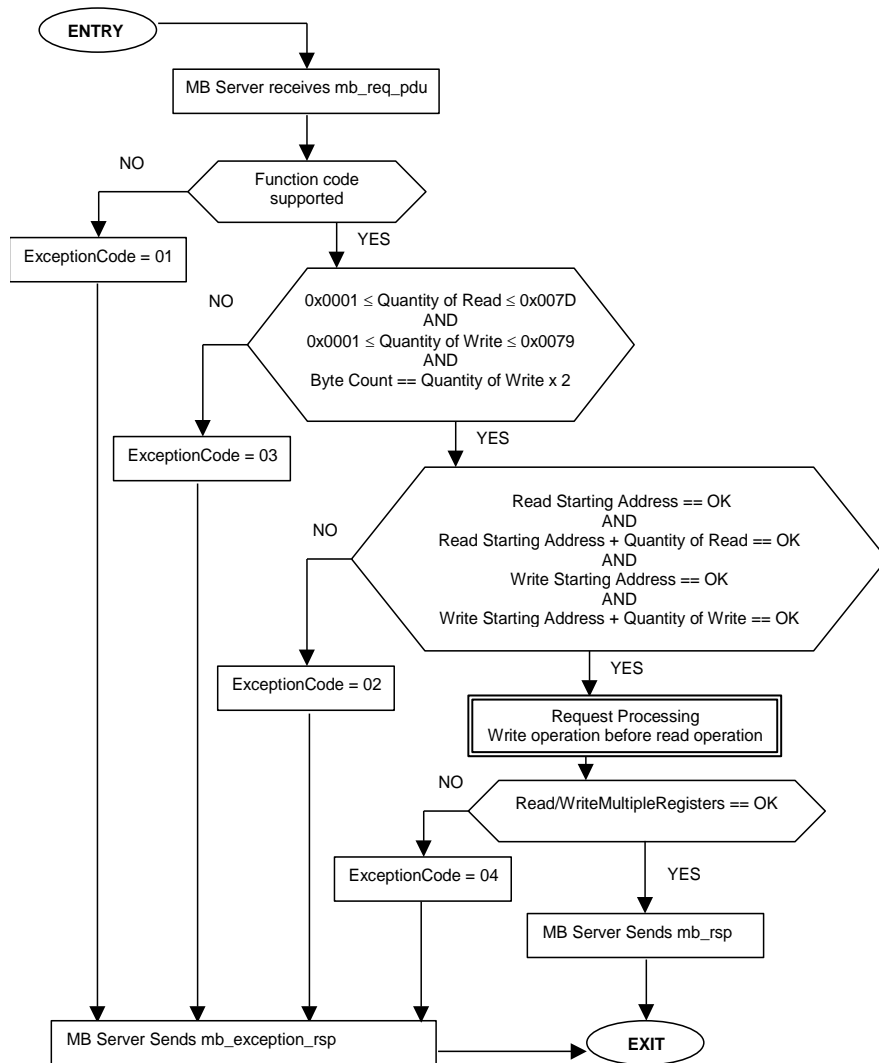 ENTRY
MB Server receives mb_req_pdu
NO
Function code
supported
YES
ExceptionCode = 01
NO
0x0001 ≤ Quantity of Read ≤ 0x007D
AND
0x0001 ≤ Quantity of Write ≤ 0x0079
AND
Byte Count == Quantity of Write x 2
YES
ExceptionCode = 03
NO
Read Starting Address == OK
AND
Read Starting Address + Quantity of Read == OK
AND
Write Starting Address == OK
AND
Write Starting Address + Quantity of Write == OK
YES
ExceptionCode = 02
Request Processing
Write operation before read operation
NO
Read/WriteMultipleRegisters == OK
YES
ExceptionCode = 04
MB Server Sends mb_rsp
MB Server Sends mb_exception_rsp
EXIT